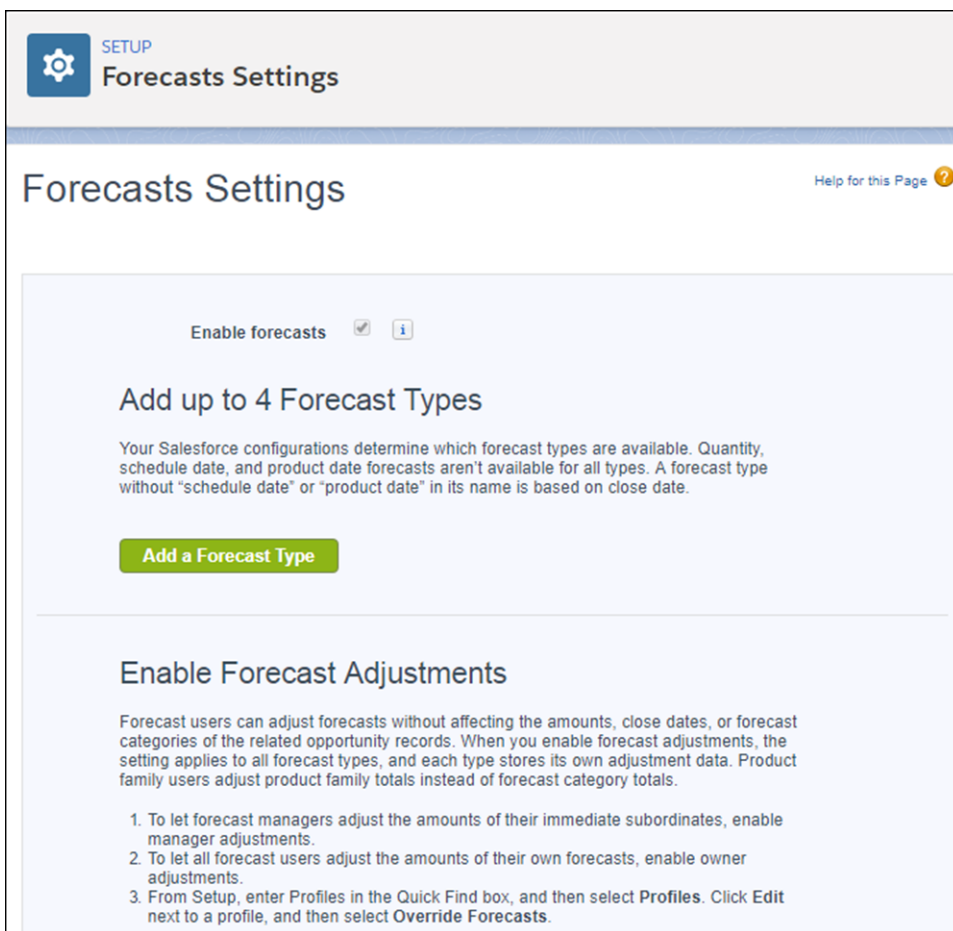 SETUP
Forecasts Settings
Forecasts Settings
Help for this Page ?
Enable forecasts i
Add up to 4 Forecast Types
Your Salesforce configurations determine which forecast types are available. Quantity,
schedule date, and product date forecasts aren't available for all types. A forecast type
without “schedule date” or “product date” in its name is based on close date.
Add a Forecast Type
Enable Forecast Adjustments
Forecast users can adjust forecasts without affecting the amounts, close dates, or forecast
categories of the related opportunity records. When you enable forecast adjustments, the
setting applies to all forecast types, and each type stores its own adjustment data. Product
family users adjust product family totals instead of forecast category totals.
1. To let forecast managers adjust the amounts of their immediate subordinates, enable
manager adjustments.
2. To let all forecast users adjust the amounts of their own forecasts, enable owner
adjustments.
3. From Setup, enter Profiles in the Quick Find box, and then select Profiles. Click Edit
next to a profile, and then select Override Forecasts.